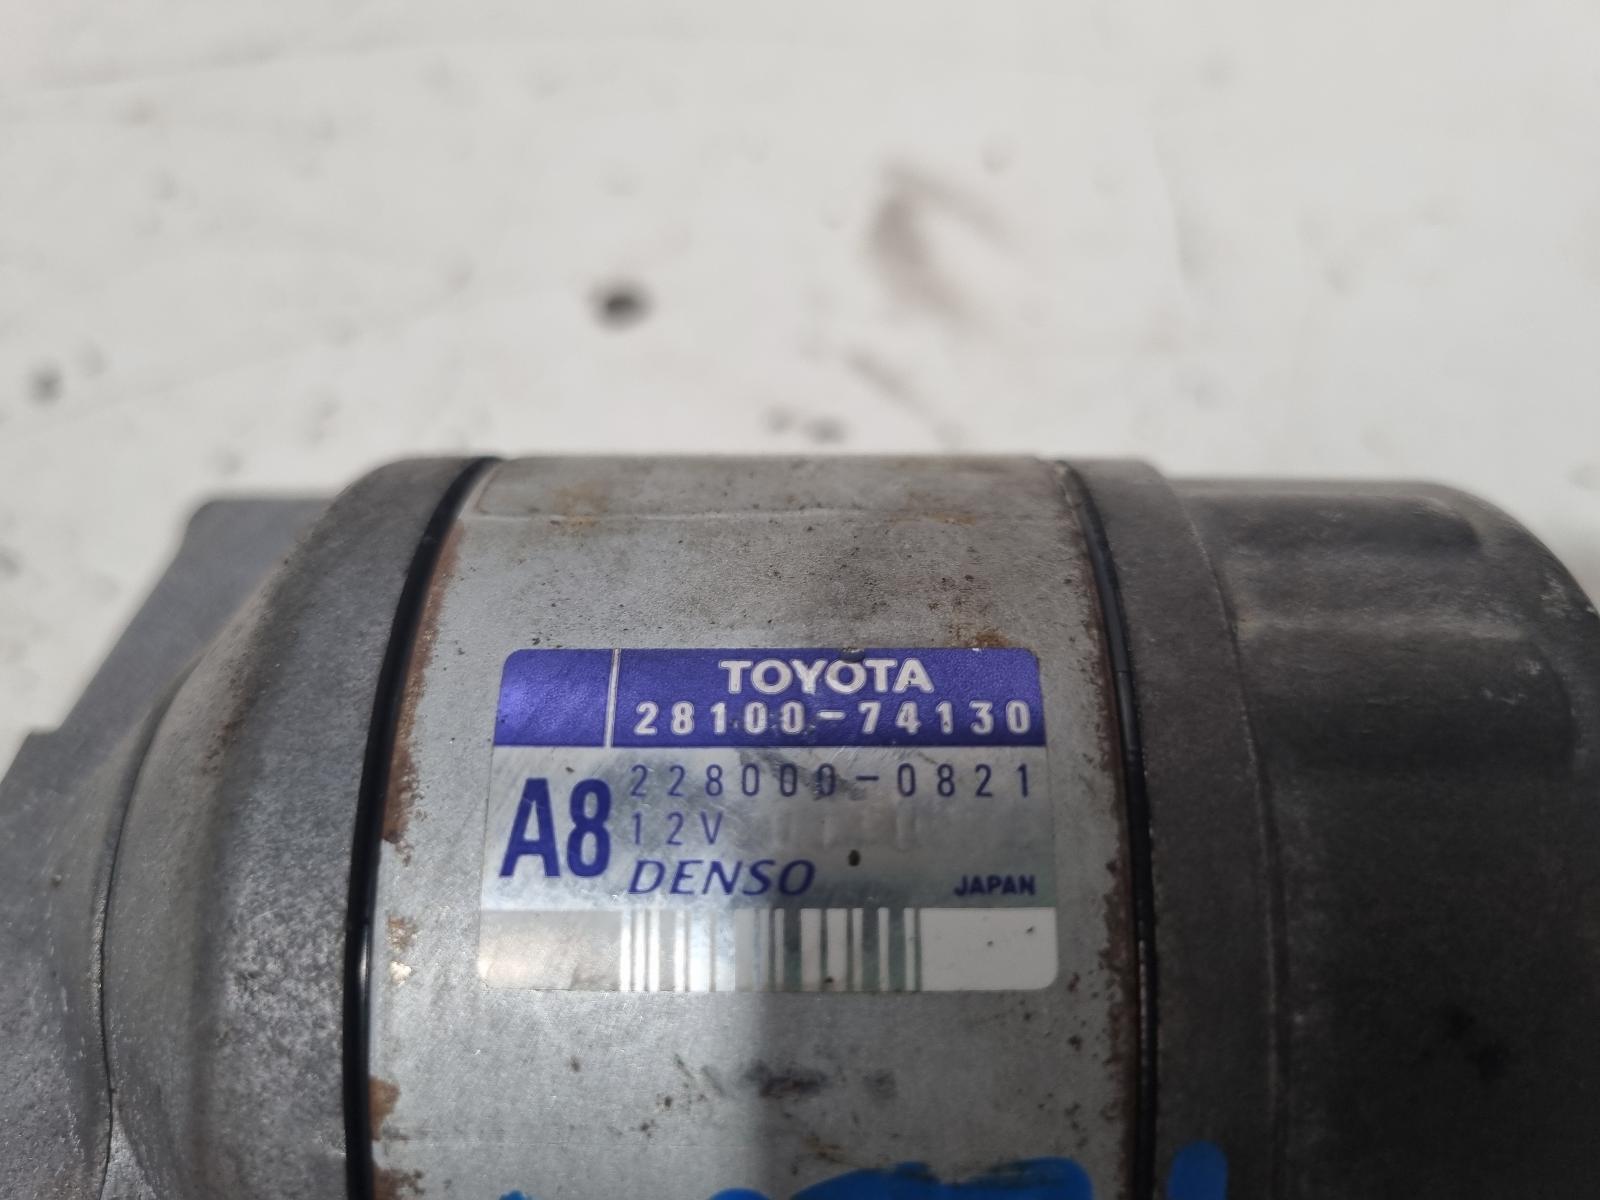 TOYOTA
28100-74130
A8
228000-0821
12V
DENSO
JAPAN